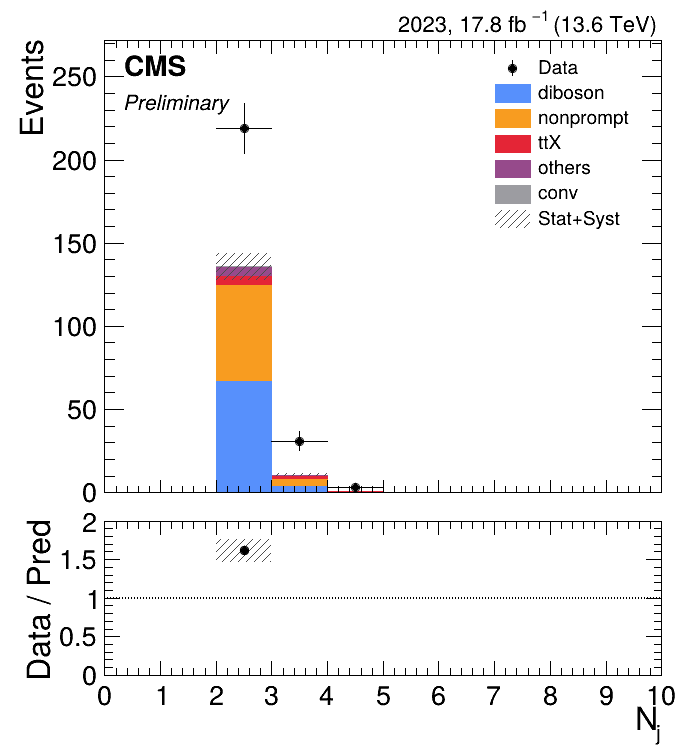 2023, 17.8 fb⁻¹ (13.6 TeV)
Events
CMS
Preliminary
Data
diboson
nonprompt
ttX
others
conv
Stat+Syst
250
200
150
100
50
0
Data / Pred
2
1.5
1
0.5
0
0 1 2 3 4 5 6 7 8 9 10
Nj